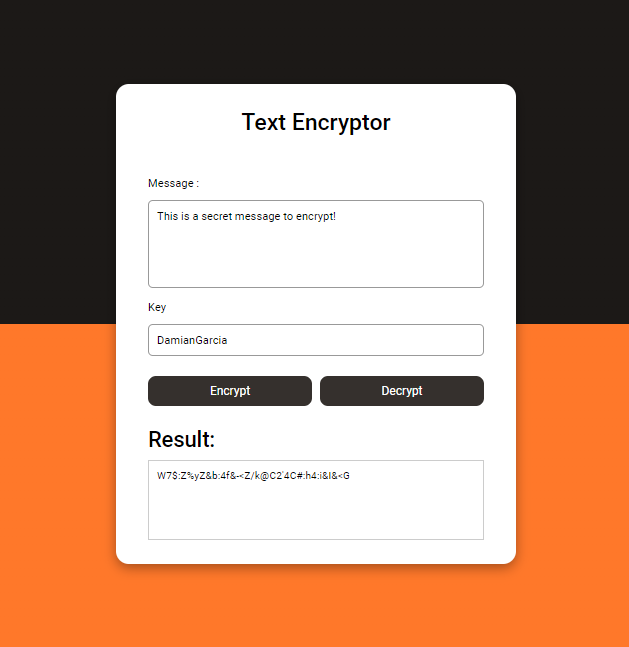 Text Encryptor
Message :
This is a secret message to encrypt!
Key
DamianGarcia
Encrypt Decrypt
Result:
W7$:Z%yZ&b:4f&-<Z/k@C2'4C#:h4:i&I&<G